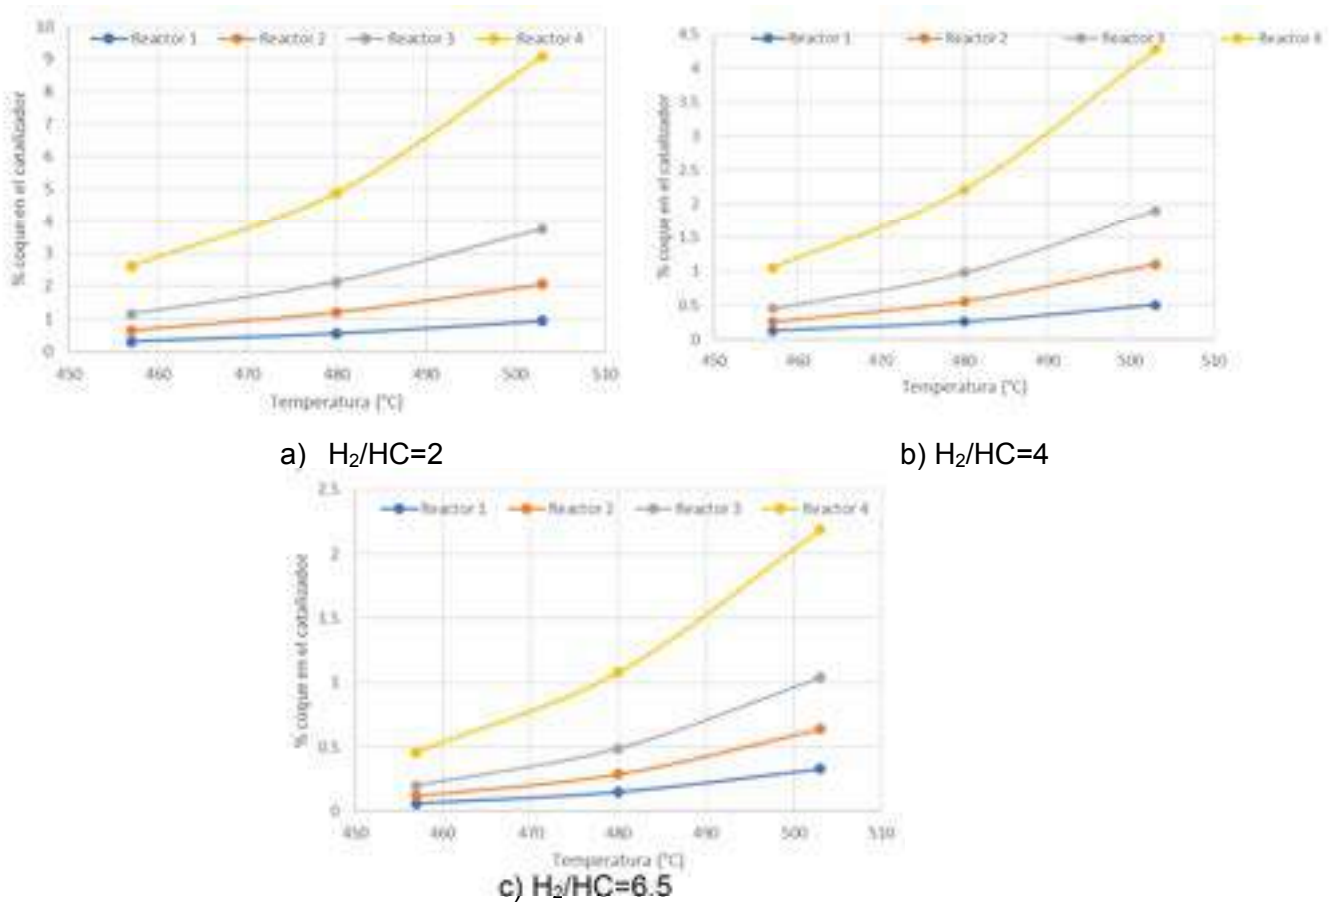 Reactor 1 Reactor 2 Reactor 3 Reactor 4
10
9
8
7
6
5
4
3
2
1
0
% coque en el catalizador
450 460 470 480 490 500 510
Temperatura (°C)
a) H₂/HC=2
Reactor 1 Reactor 2 Reactor 3 Reactor 4
4.5
4
3.5
3
2.5
2
1.5
1
0.5
0
% coque en el catalizador
450 460 470 480 490 500 510
Temperatura (°C)
b) H₂/HC=4
Reactor 1 Reactor 2 Reactor 3 Reactor 4
2.5
2
1.5
1
0.5
0
% coque en el catalizador
450 460 470 480 490 500 510
Temperatura (°C)
c) H₂/HC=6.5